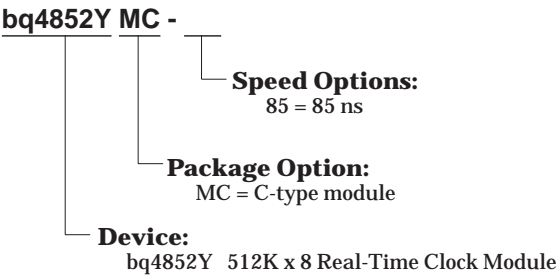 bq4852Y MC -
Speed Options:
85 = 85 ns
Package Option:
MC = C-type module
Device:
bq4852Y 512K x 8 Real-Time Clock Module